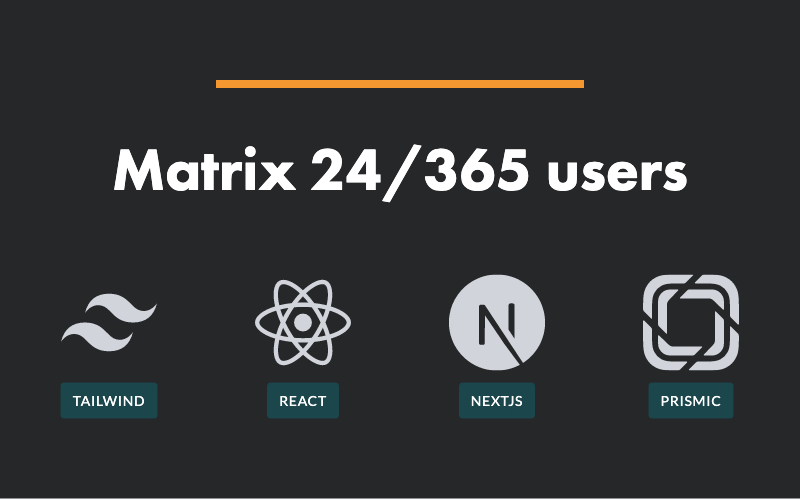 Matrix 24/365 users
N
TAILWIND
REACT
NEXTJS
PRISMIC